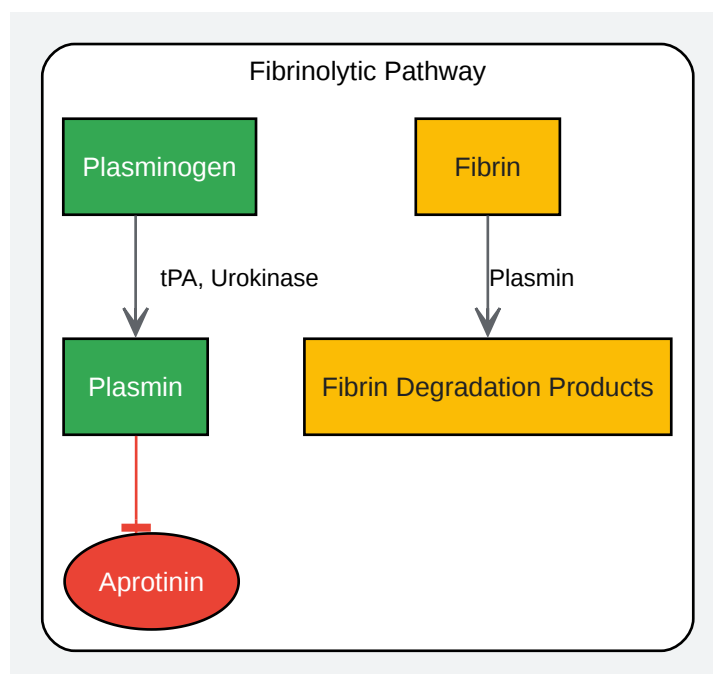 Fibrinolytic Pathway
Plasminogen
Fibrin
tPA, Urokinase
Plasmin
Plasmin
Fibrin Degradation Products
Aprotinin